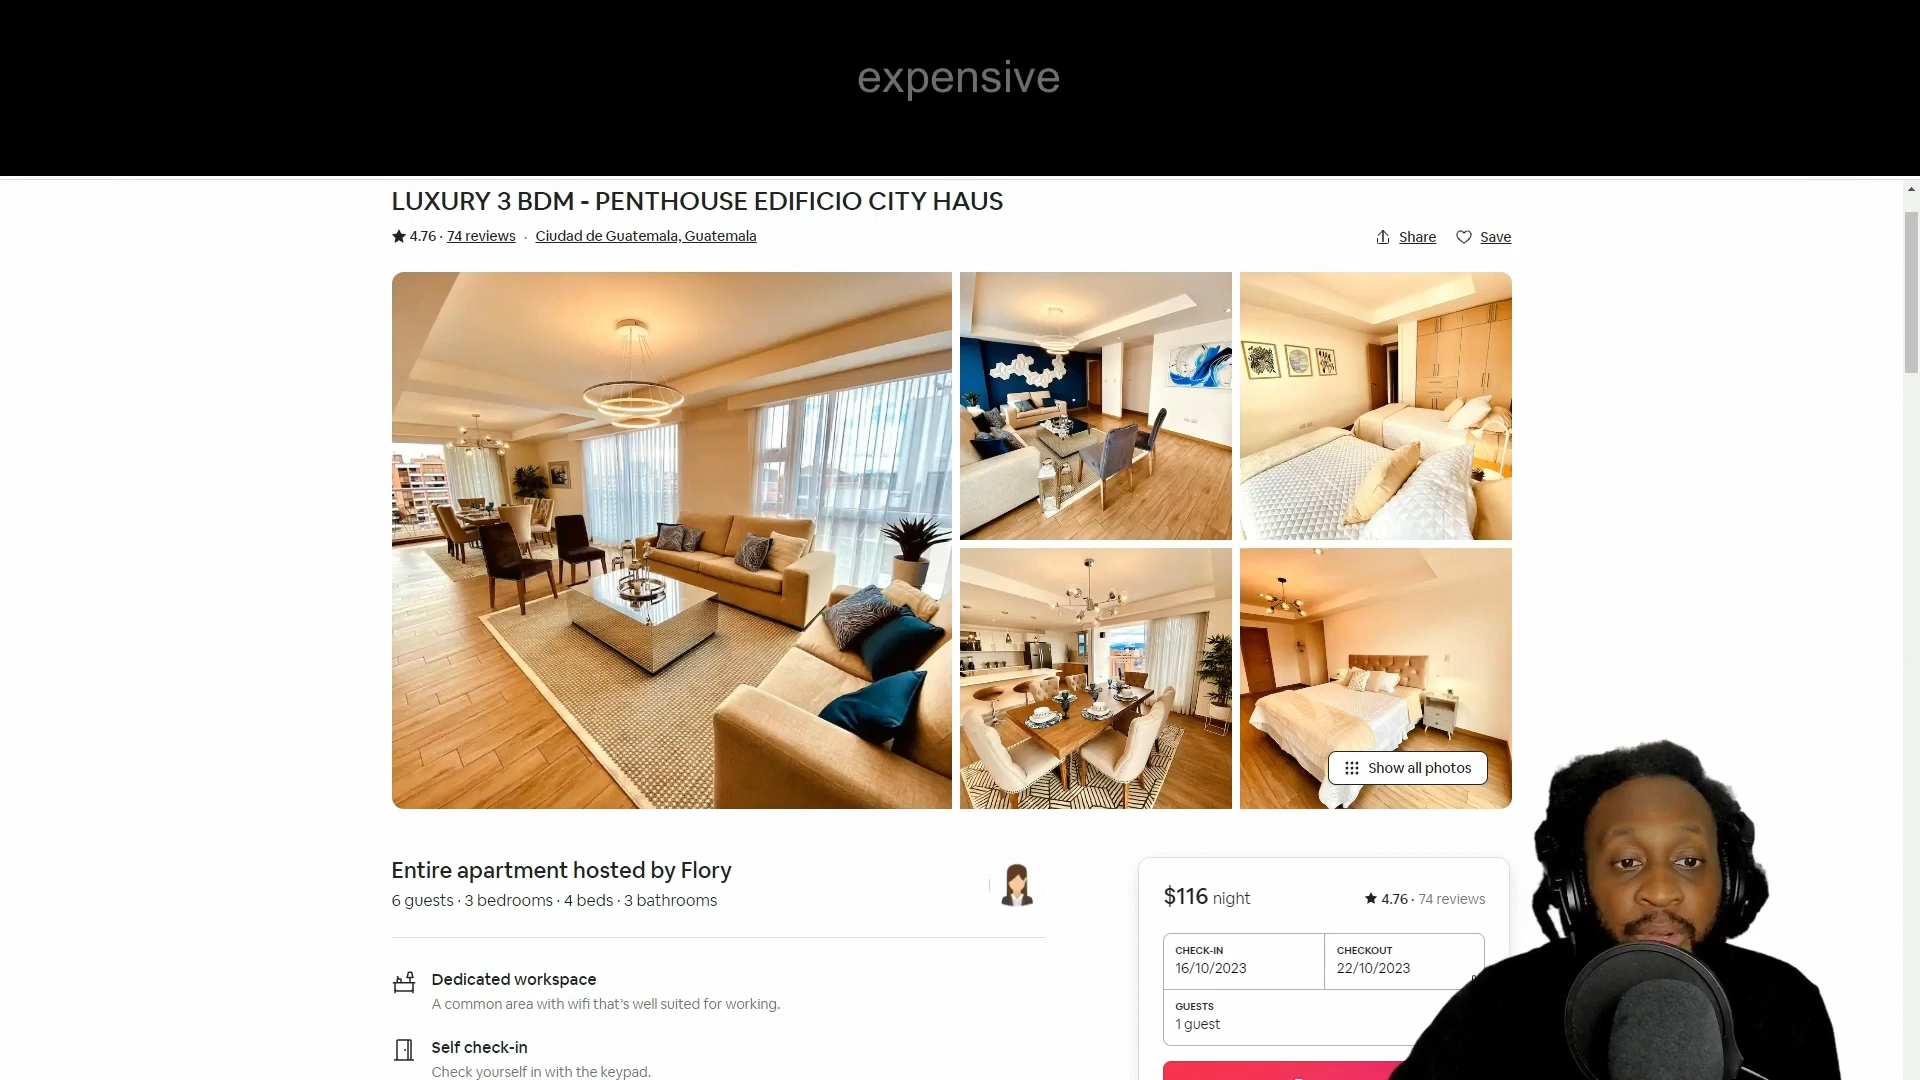 expensive
LUXURY 3 BDM - PENTHOUSE EDIFICIO CITY HAUS
4.76 · 74 reviews · Ciudad de Guatemala, Guatemala
Share Save
Show all photos
Entire apartment hosted by Flory
6 guests · 3 bedrooms · 4 beds · 3 bathrooms
$116 night
4.76 · 74 reviews
CHECK-IN CHECKOUT
16/10/2023 22/10/2023
GUESTS
1 guest
Dedicated workspace
A common area with wifi that's well suited for working.
Self check-in
Check yourself in with the keypad.